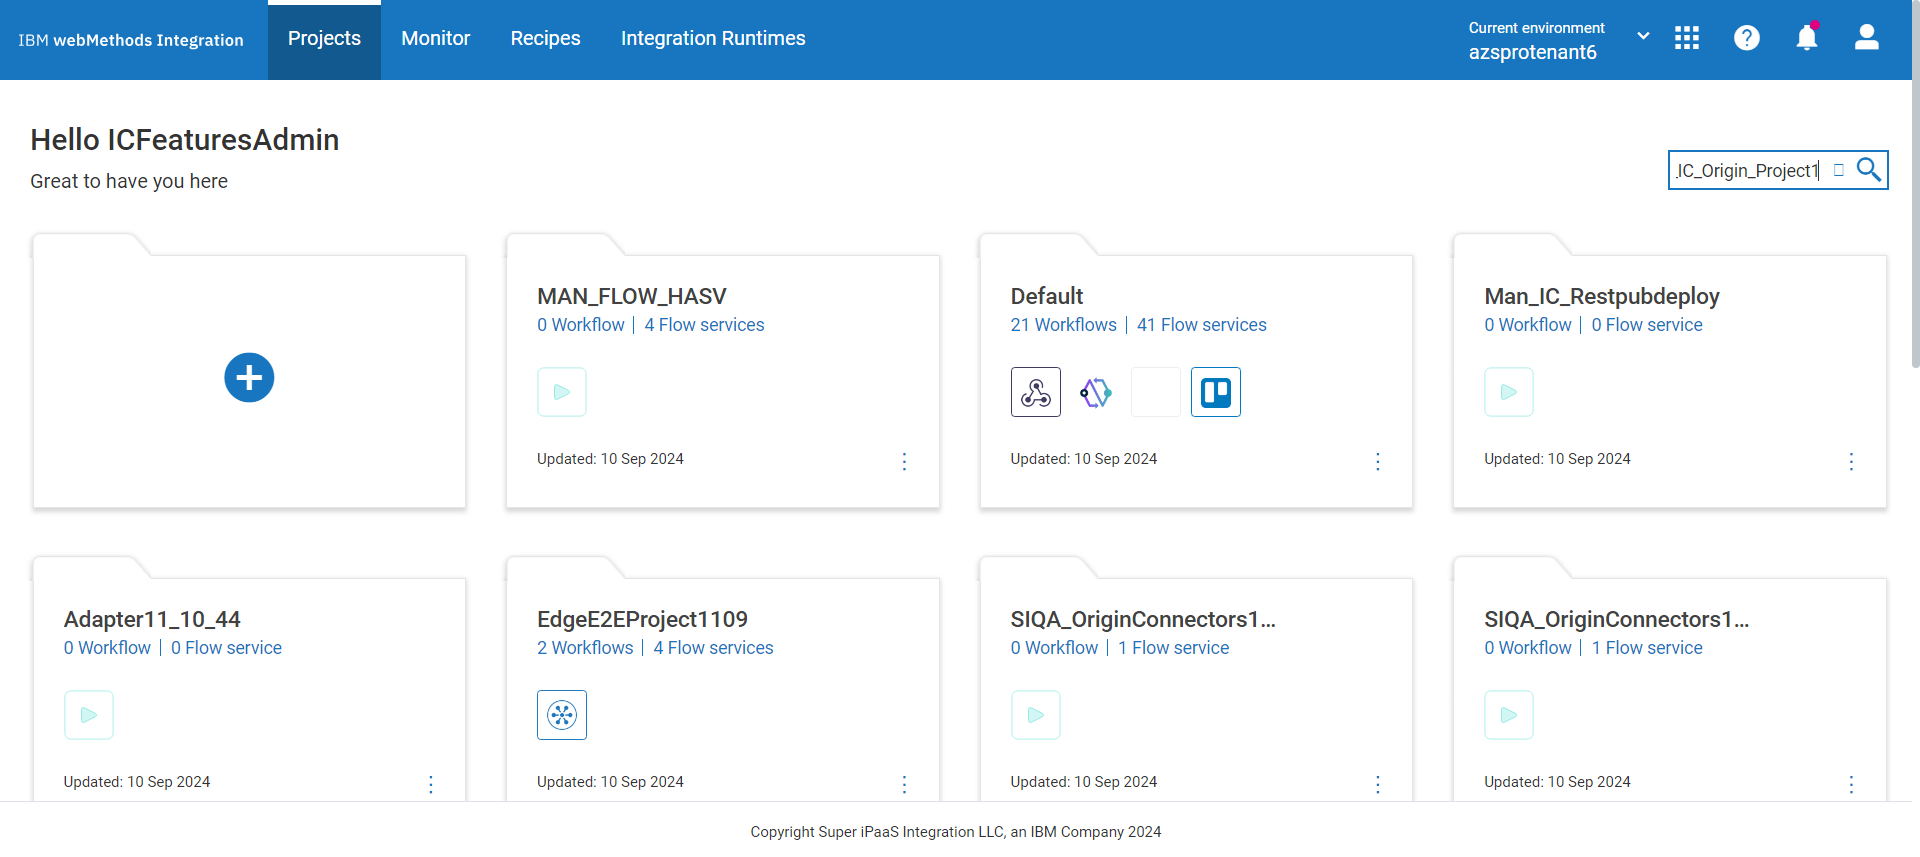 IBM webMethods Integration
Projects
Monitor
Recipes
Integration Runtimes
Current environment
azsprotenant6
Hello ICFeaturesAdmin
Great to have you here
IC_Origin_Project1
MAN_FLOW_HASV
0 Workflow | 4 Flow services
Updated: 10 Sep 2024
Default
21 Workflows | 41 Flow services
Updated: 10 Sep 2024
Man_IC_Restpubdeploy
0 Workflow | 0 Flow service
Updated: 10 Sep 2024
Adapter11_10_44
0 Workflow | 0 Flow service
Updated: 10 Sep 2024
EdgeE2EProject1109
2 Workflows | 4 Flow services
Updated: 10 Sep 2024
SIQA_OriginConnectors1...
0 Workflow | 1 Flow service
Updated: 10 Sep 2024
SIQA_OriginConnectors1...
0 Workflow | 1 Flow service
Updated: 10 Sep 2024
Copyright Super iPaaS Integration LLC, an IBM Company 2024